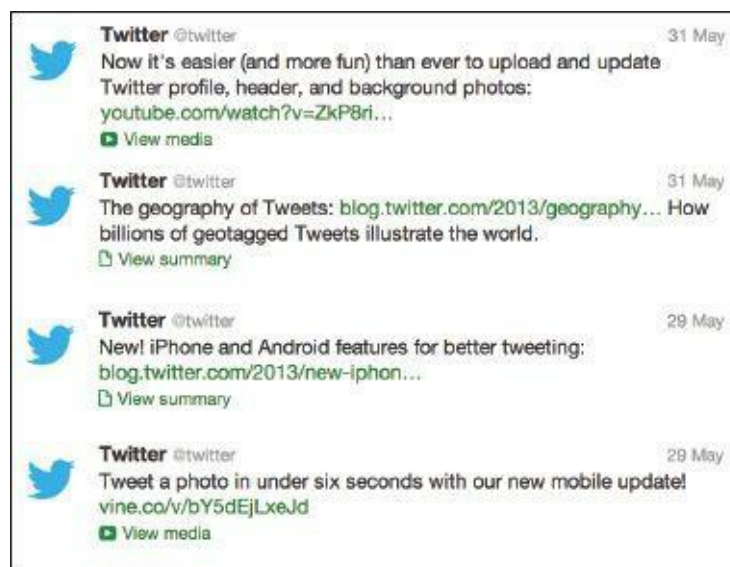 Twitter @twitter 31 May
Now it's easier (and more fun) than ever to upload and update
Twitter profile, header, and background photos:
youtube.com/watch?v=ZkP8ri...
View media
Twitter @twitter 31 May
The geography of Tweets: blog.twitter.com/2013/geography... How
billions of geotagged Tweets illustrate the world.
View summary
Twitter @twitter 29 May
New! iPhone and Android features for better tweeting:
blog.twitter.com/2013/new-iphon...
View summary
Twitter @twitter 29 May
Tweet a photo in under six seconds with our new mobile update!
vine.co/v/bY5dEjLxeJd
View media